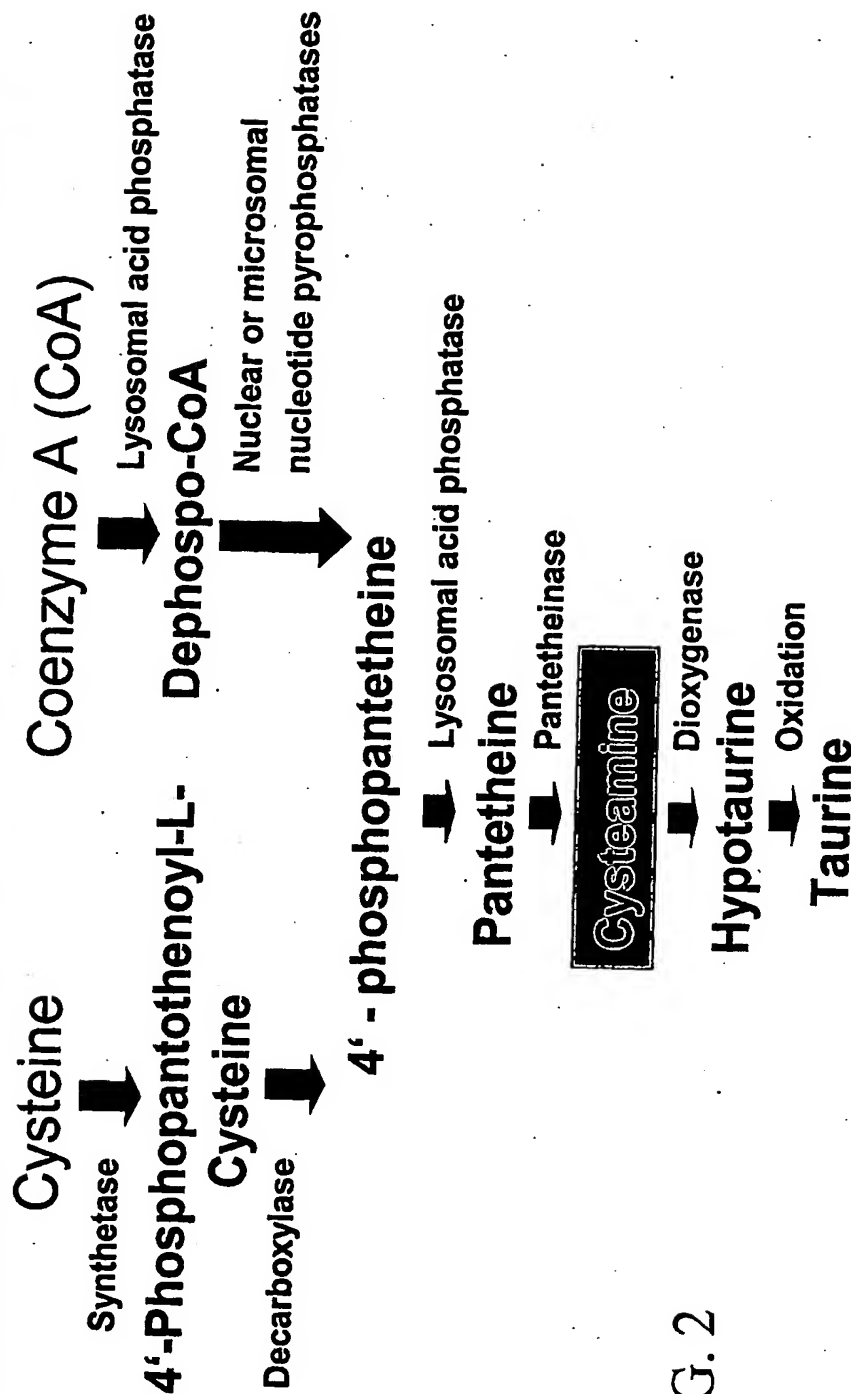 Cysteine
Synthetase
4‘-Phosphopantothenoyl-L-
Cysteine
Decarboxylase
Coenzyme A (CoA)
Lysosomal acid phosphatase
Dephospo-CoA
Nuclear or microsomal
nucleotide pyrophosphatases
4‘ - phosphopantetheine
Lysosomal acid phosphatase
Pantetheine
Pantetheinase
Cysteamine
Dioxygenase
Hypotaurine
Oxidation
Taurine
G. 2